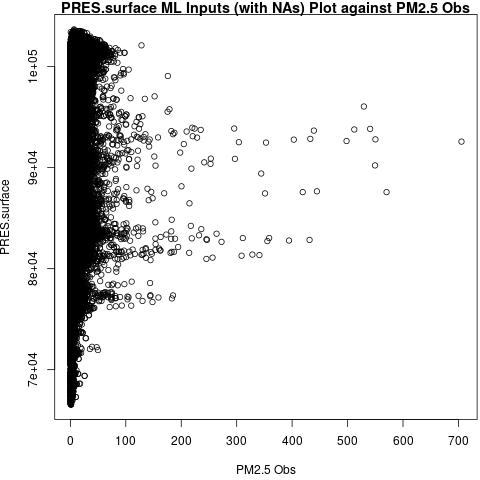 PRES.surface ML Inputs (with NAs) Plot against PM2.5 Obs
1e+05
9e+04
8e+04
7e+04
PRES.surface
0 100 200 300 400 500 600 700
PM2.5 Obs